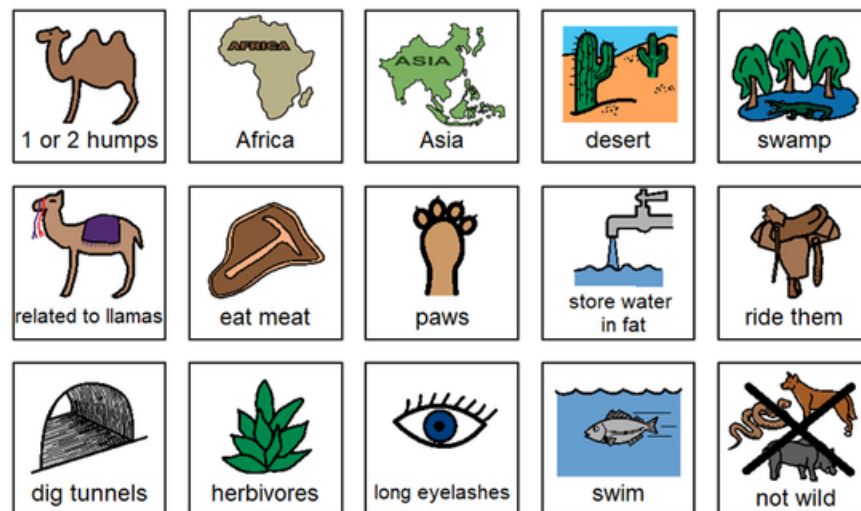 1 or 2 humps
AFRICA
Africa
ASIA
Asia
desert
swamp
related to llamas
eat meat
paws
store water
in fat
ride them
dig tunnels
herbivores
long eyelashes
swim
not wild